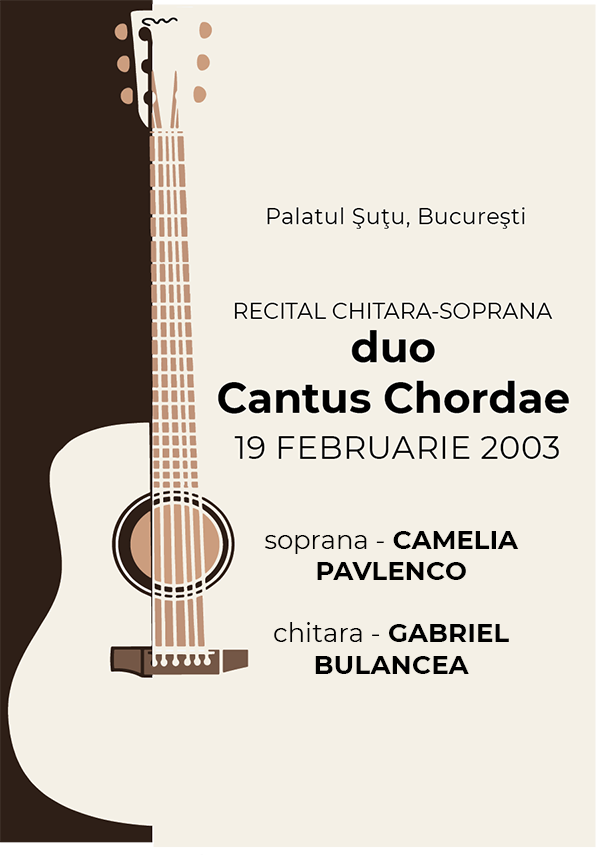 Palatul Şuţu, Bucureşti
RECITAL CHITARA-SOPRANA
duo
Cantus Chordae
19 FEBRUARIE 2003
soprana - CAMELIA
PAVLENCO
chitara - GABRIEL
BULANCEA